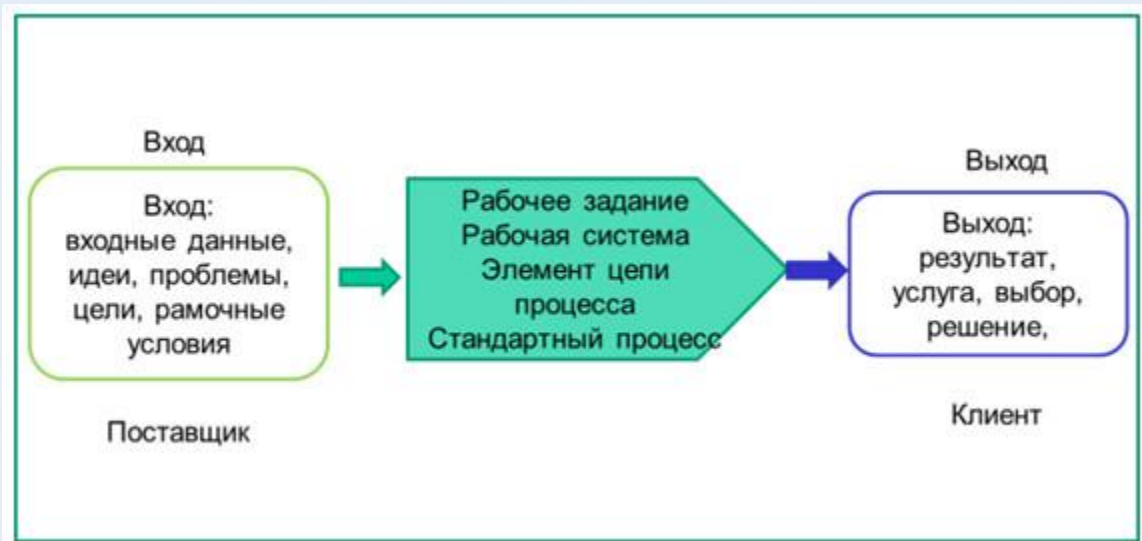 Вход
Вход:
входные данные,
идеи, проблемы,
цели, рамочные
условия
Поставщик
Рабочее задание
Рабочая система
Элемент цепи
процесса
Стандартный процесс
Выход
Выход:
результат,
услуга, выбор,
решение,
Клиент